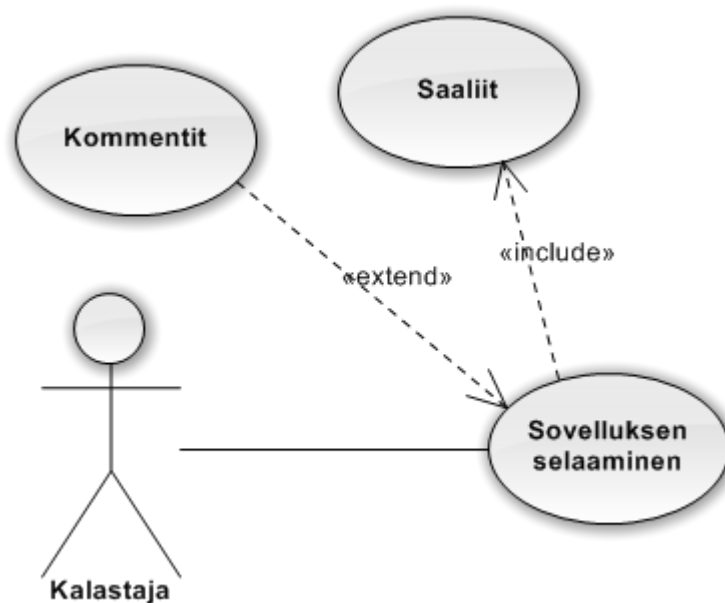 Saaliit
Kommentit
«include»
«extend»
Sovelluksen
selaaminen
Kalastaja